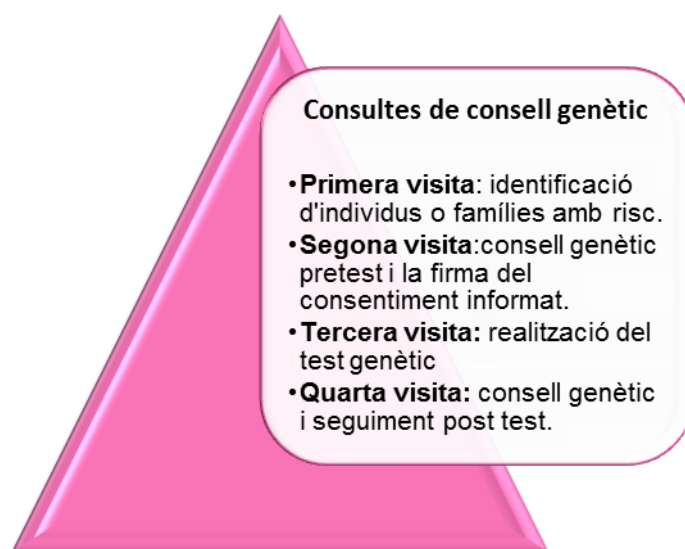 Consultes de consell genètic
•Primera visita: identificació
d'individus o famílies amb risc.
•Segona visita:consell genètic
pretest i la firma del
consentiment informat.
•Tercera visita: realització del
test genètic
•Quarta visita: consell genètic
i seguiment post test.